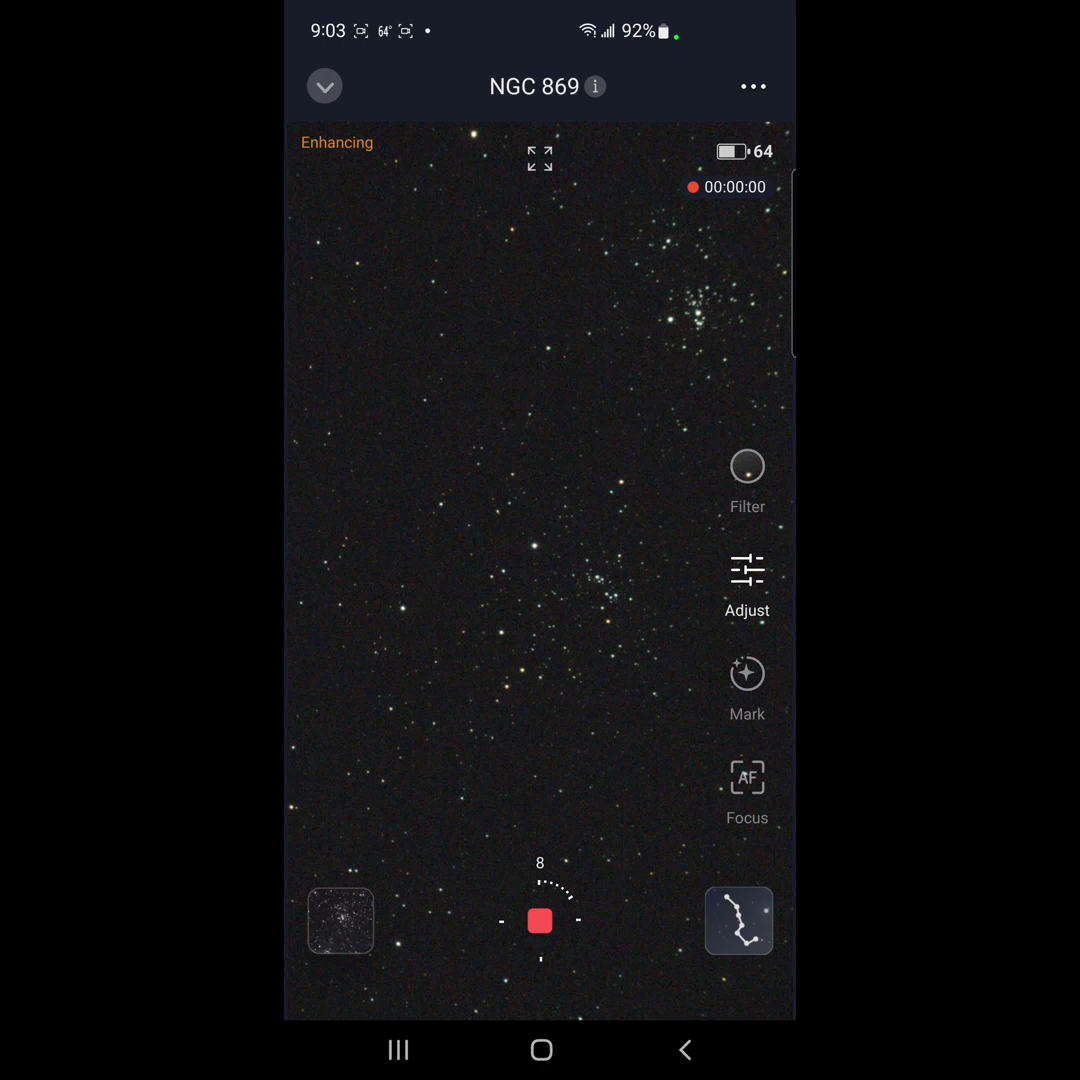 9:03 64° 92%
NGC 869 i
Enhancing
64
00:00:00
Filter
Adjust
Mark
AF
Focus
8